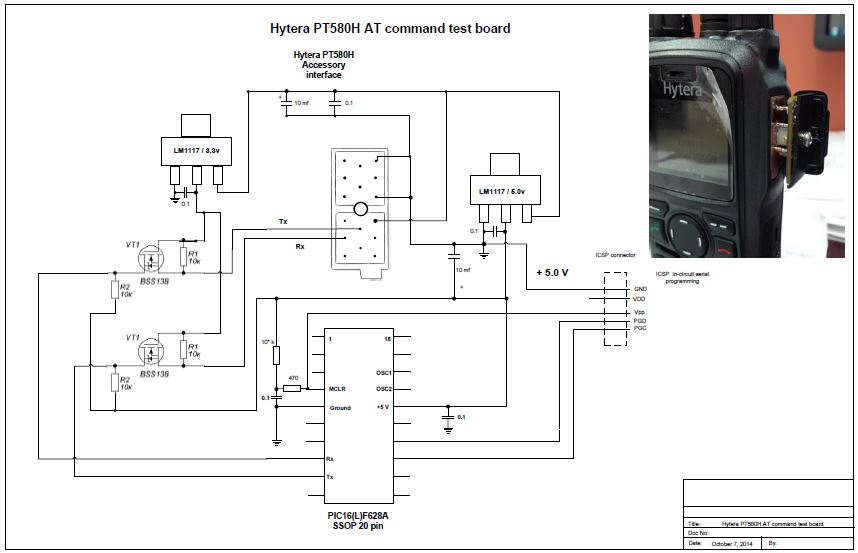 Hytera PT580H AT command test board
Hytera PT580H
Accessory
interface
Hytera
+
10 mf
0.1
LM1117 / 3.3v
LM1117 / 5.0v
0.1
0.1
Tx
Rx
VT1
R1
10к
BSS138
R2
10к
10 mf
+
+ 5.0 V
ICSP connector
ICSP In-circuit serial
programming
GND
VDD
Vpp
PGD
PGC
VT1
R1
10к
BSS138
R2
10к
10* k
470
0.1
1
18
OSC1
MCLR
OSC2
Ground
+5 V
0.1
Rx
Tx
PIC16(L)F628A
SSOP 20 pin
Title: Hytera PT580H AT command test board
Doc No:
Date: October 7, 2014 By: